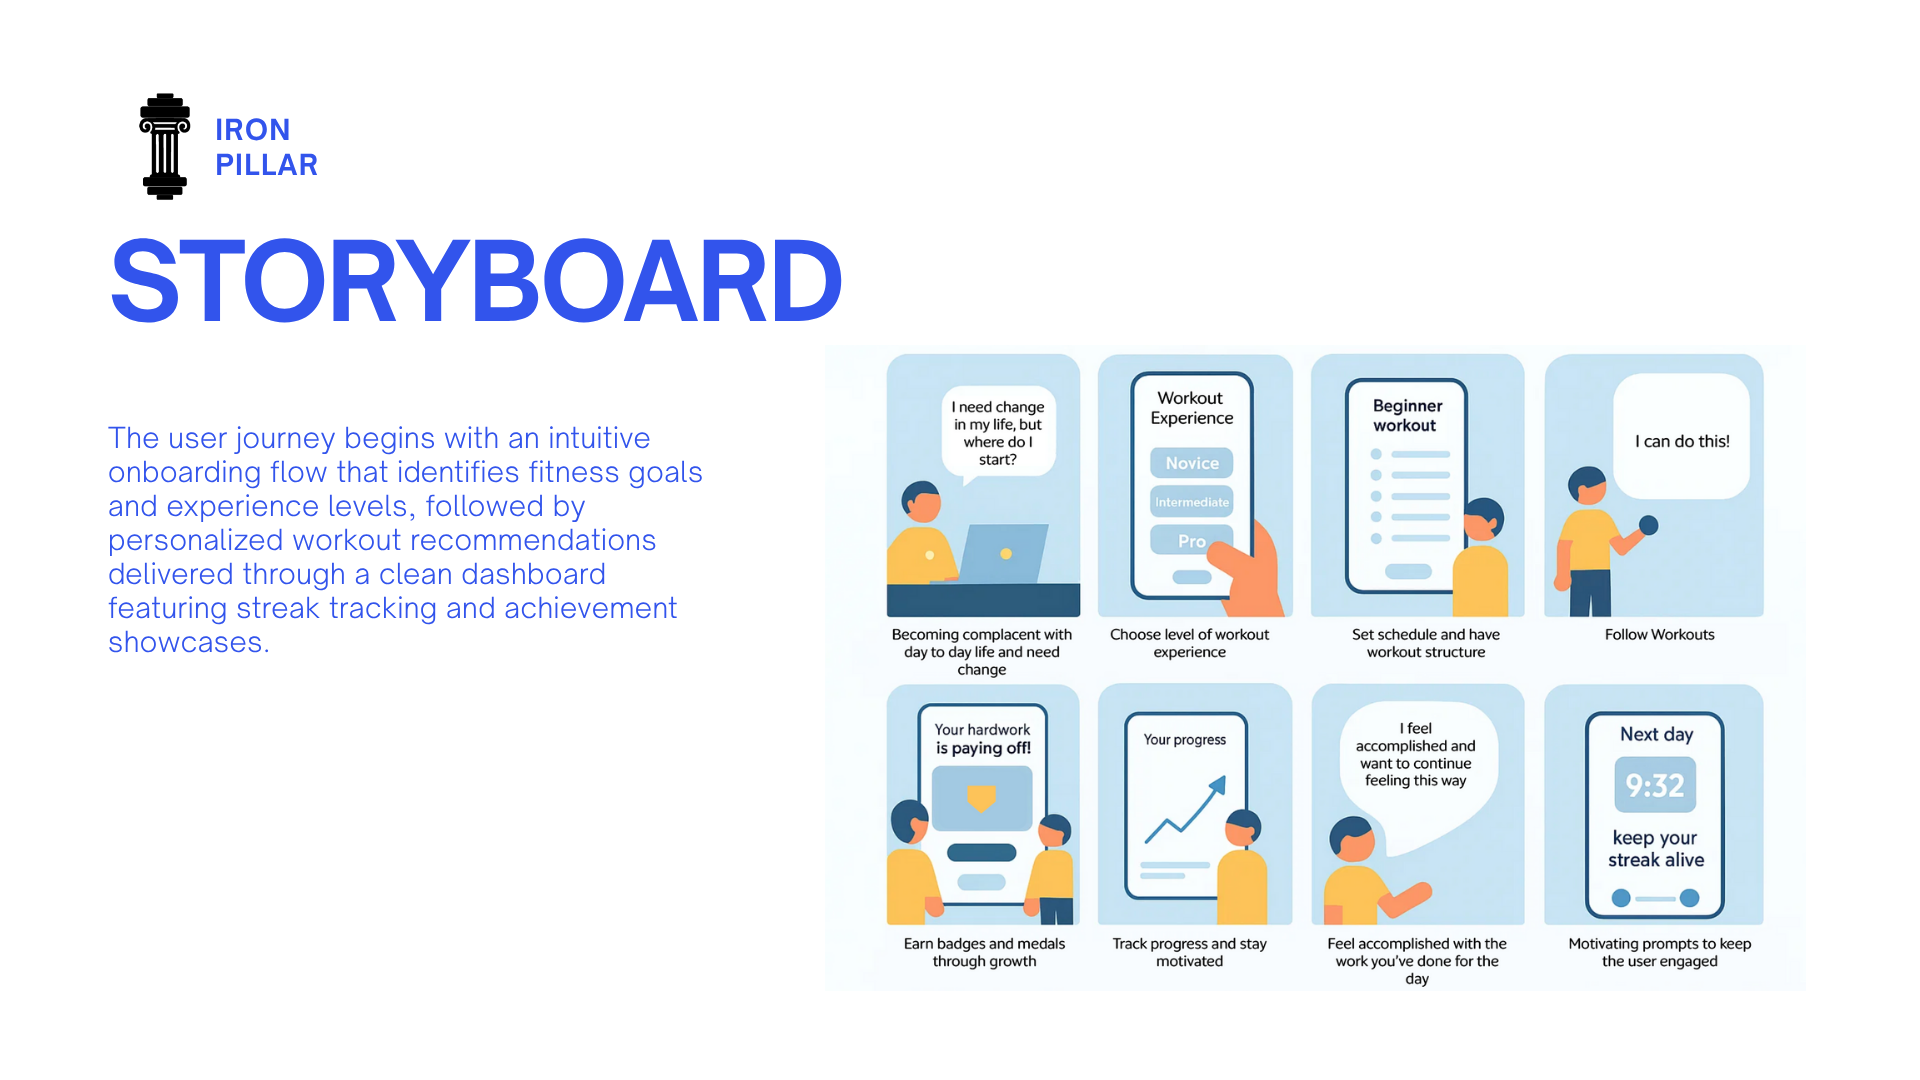 IRON
PILLAR
STORYBOARD
The user journey begins with an intuitive
onboarding flow that identifies fitness goals
and experience levels, followed by
personalized workout recommendations
delivered through a clean dashboard
featuring streak tracking and achievement
showcases.
I need change
in my life, but
where do I
start?
Becoming complacent with
day to day life and need
change
Workout
Experience
Novice
Intermediate
Pro
Choose level of workout
experience
Beginner
workout
Set schedule and have
workout structure
I can do this!
Follow Workouts
Your hardwork
is paying off!
Earn badges and medals
through growth
Your progress
Track progress and stay
motivated
I feel
accomplished and
want to continue
feeling this way
Feel accomplished with the
work you've done for the
day
Next day
9:32
keep your
streak alive
Motivating prompts to keep
the user engaged